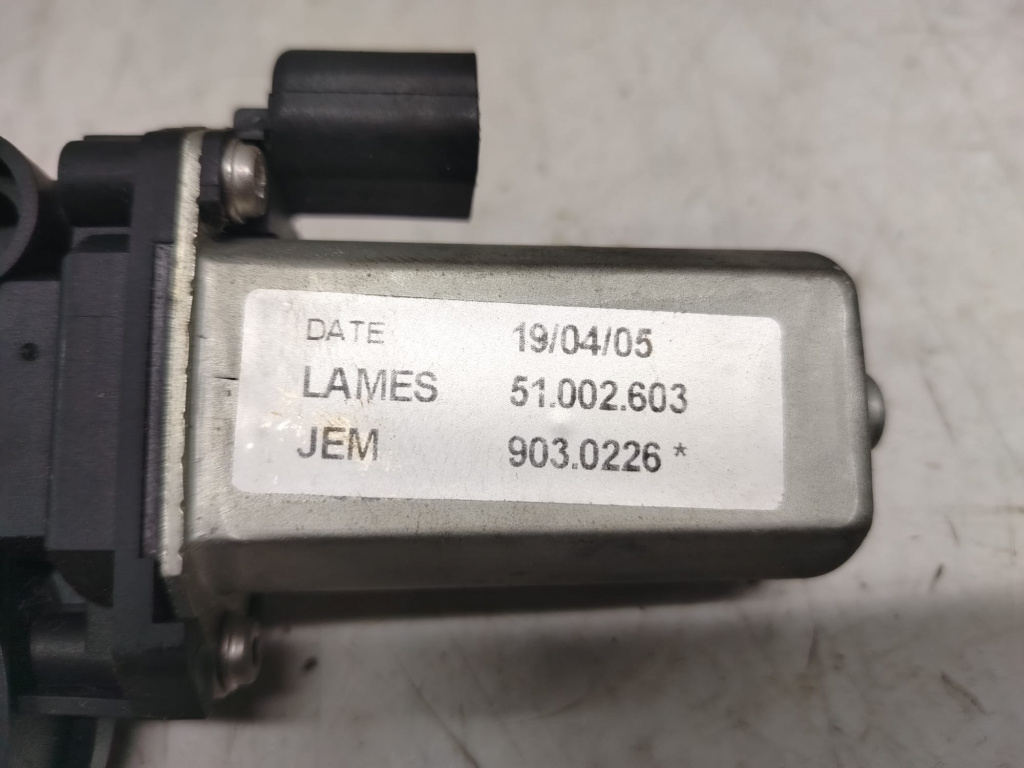 DATE 19/04/05
LAMES 51.002.603
JEM 903.0226 *